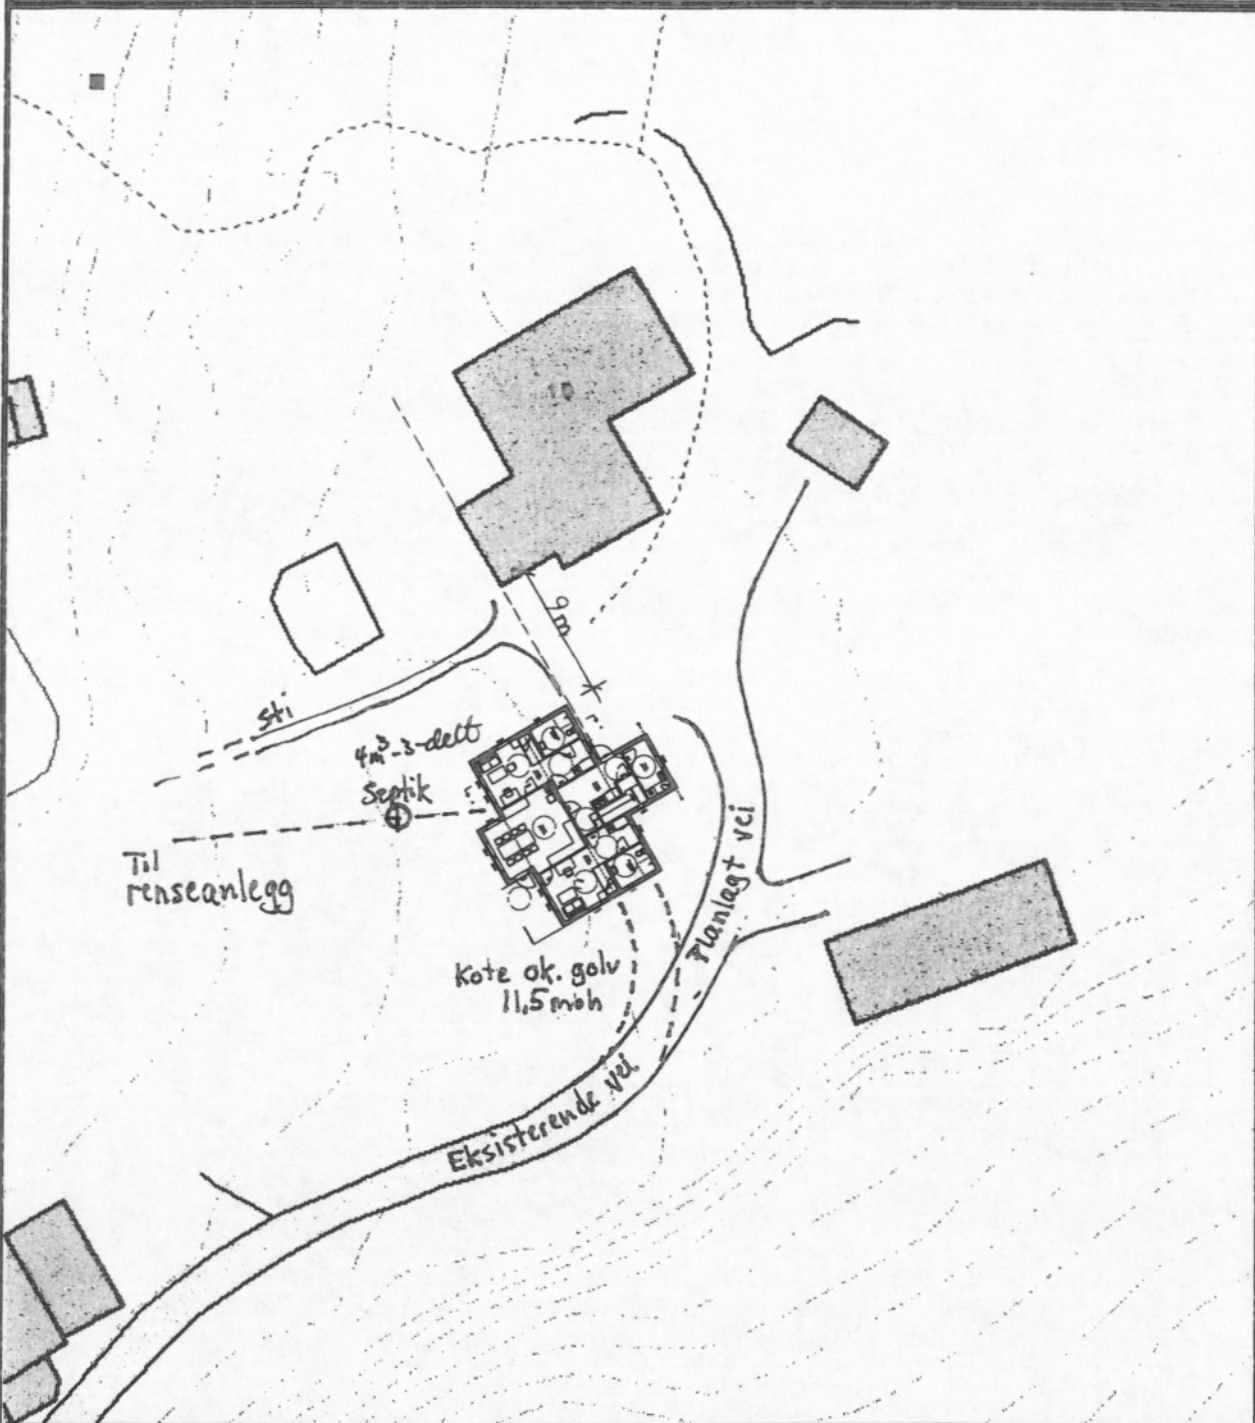 10
9m
sti
4m³-3-delt
Septik
Til
renseanlegg
Planlagt vei
Kote ok. golv
11,5 moh
Eksisterende vei